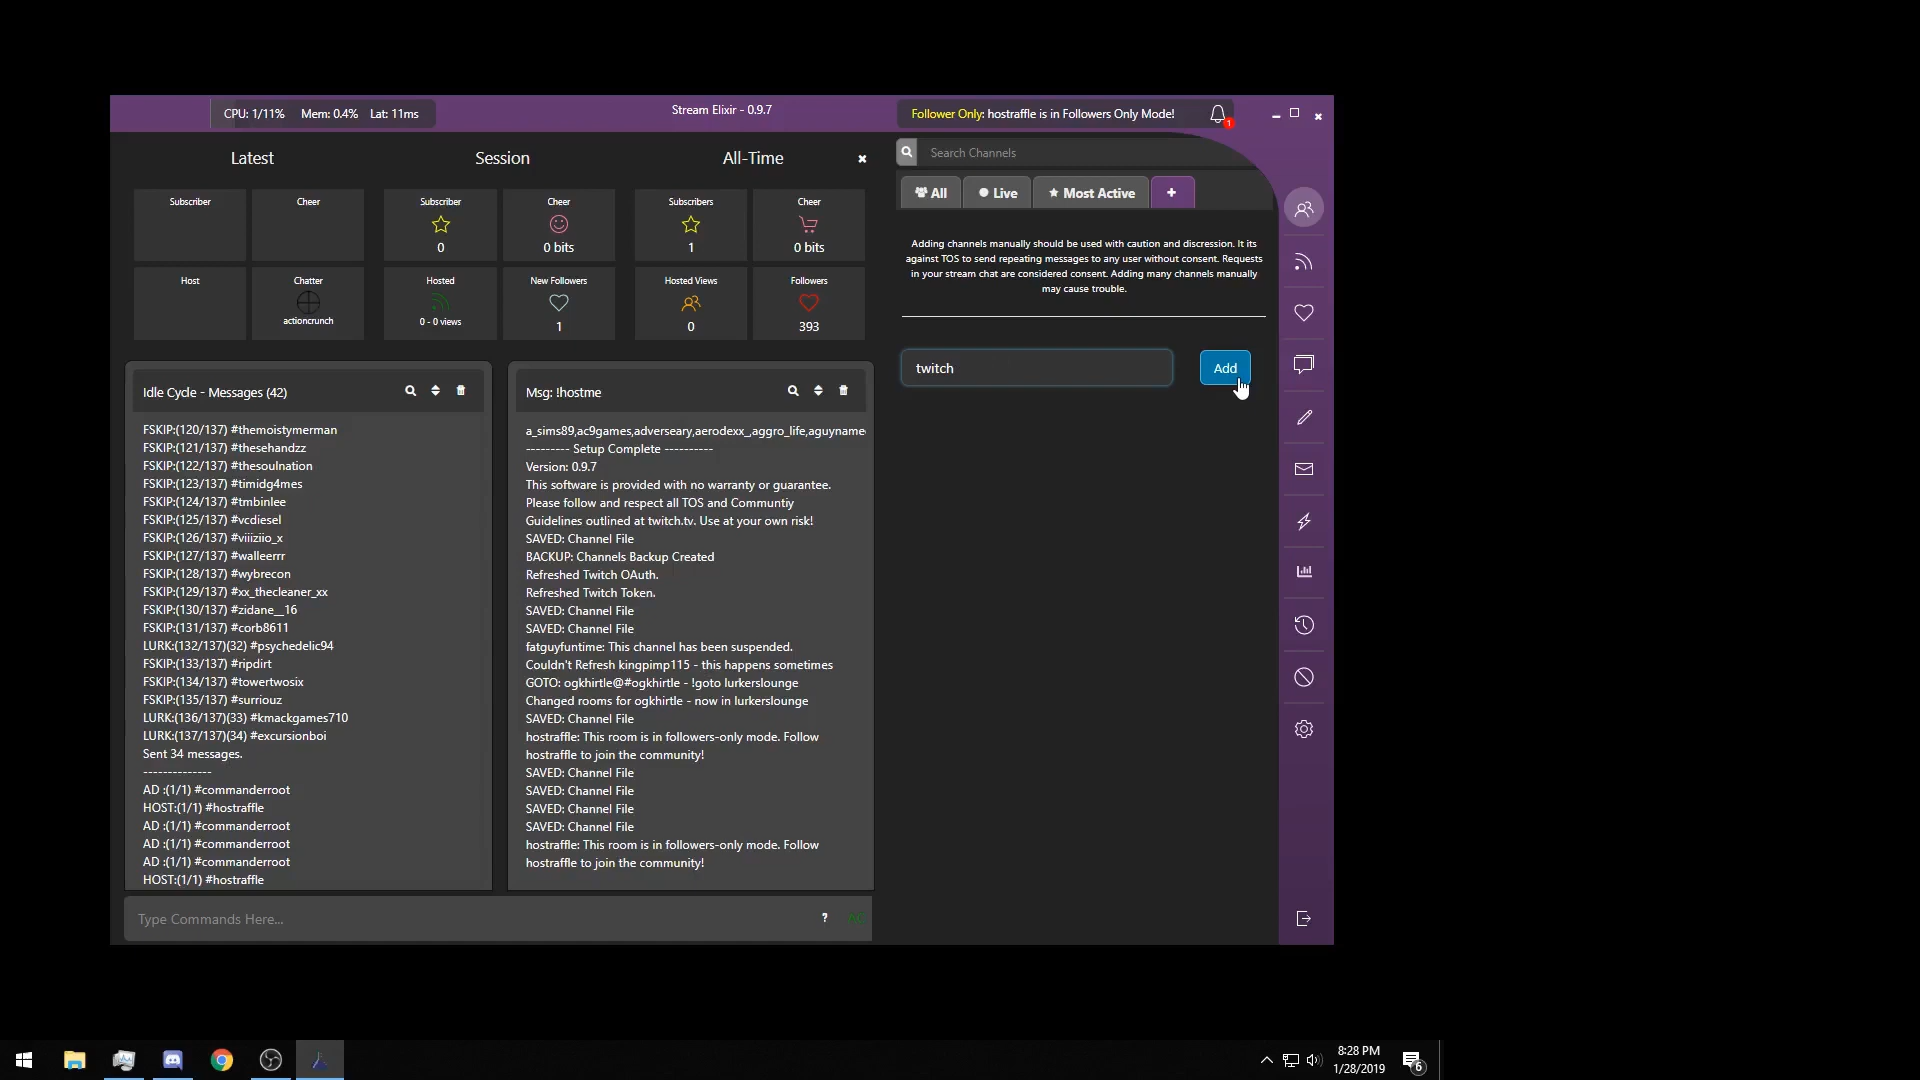 CPU: 1/11% Mem: 0.4% Lat: 11ms
Stream Elixir - 0.9.7
Follower Only: hostraffle is in Followers Only Mode!
1
Latest
Session
All-Time
Subscriber
Cheer
Host
Chatter
actioncrunch
Subscriber
0
Cheer
0 bits
Hosted
0 - 0 views
New Followers
1
Subscribers
1
Cheer
0 bits
Hosted Views
0
Followers
393
Idle Cycle - Messages (42)
FSKIP:(120/137) #themoistymerman
FSKIP:(121/137) #thesehandzz
FSKIP:(122/137) #thesoulnation
FSKIP:(123/137) #timidg4mes
FSKIP:(124/137) #tmbinlee
FSKIP:(125/137) #vcdiesel
FSKIP:(126/137) #viiiziio_x
FSKIP:(127/137) #walleerrr
FSKIP:(128/137) #wybrecon
FSKIP:(129/137) #xx_thecleaner_xx
FSKIP:(130/137) #zidane__16
FSKIP:(131/137) #corb8611
LURK:(132/137)(32) #psychedelic94
FSKIP:(133/137) #ripdirt
FSKIP:(134/137) #towertwosix
FSKIP:(135/137) #surriouz
LURK:(136/137)(33) #kmackgames710
LURK:(137/137)(34) #excursionboi
Sent 34 messages.
--------------
AD :(1/1) #commanderroot
HOST:(1/1) #hostraffle
AD :(1/1) #commanderroot
AD :(1/1) #commanderroot
AD :(1/1) #commanderroot
HOST:(1/1) #hostraffle
Msg: !hostme
a_sims89,ac9games,adverseary,aerodexx_,aggro_life,aguyname
--------- Setup Complete ----------
Version: 0.9.7
This software is provided with no warranty or guarantee.
Please follow and respect all TOS and Communtiy
Guidelines outlined at twitch.tv. Use at your own risk!
SAVED: Channel File
BACKUP: Channels Backup Created
Refreshed Twitch OAuth.
Refreshed Twitch Token.
SAVED: Channel File
SAVED: Channel File
fatguyfuntime: This channel has been suspended.
Couldn't Refresh kingpimp115 - this happens sometimes
GOTO: ogkhirtle@#ogkhirtle - !goto lurkerslounge
Changed rooms for ogkhirtle - now in lurkerslounge
SAVED: Channel File
hostraffle: This room is in followers-only mode. Follow
hostraffle to join the community!
SAVED: Channel File
SAVED: Channel File
SAVED: Channel File
SAVED: Channel File
hostraffle: This room is in followers-only mode. Follow
hostraffle to join the community!
Type Commands Here...
?
Search Channels
All
Live
Most Active
+
Adding channels manually should be used with caution and discression. It its
against TOS to send repeating messages to any user without consent. Requests
in your stream chat are considered consent. Adding many channels manually
may cause trouble.
twitch
Add
8:28 PM
1/28/2019
6